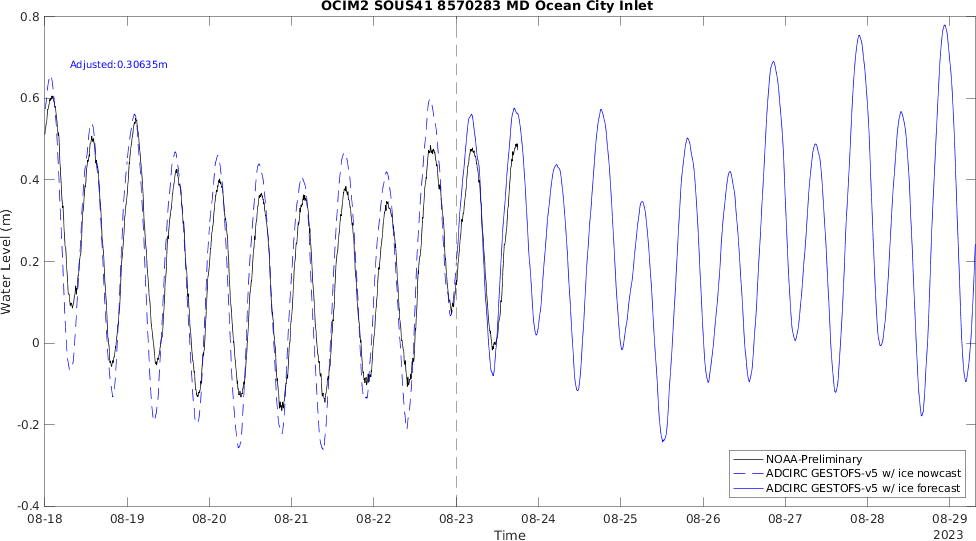 OCIM2 SOUS41 8570283 MD Ocean City Inlet
Adjusted:0.30635m
Water Level (m)
0.8
0.6
0.4
0.2
0
-0.2
-0.4
NOAA-Preliminary
ADCIRC GESTOFS-v5 w/ ice nowcast
ADCIRC GESTOFS-v5 w/ ice forecast
08-18 08-19 08-20 08-21 08-22 08-23 08-24 08-25 08-26 08-27 08-28 08-29
Time
2023